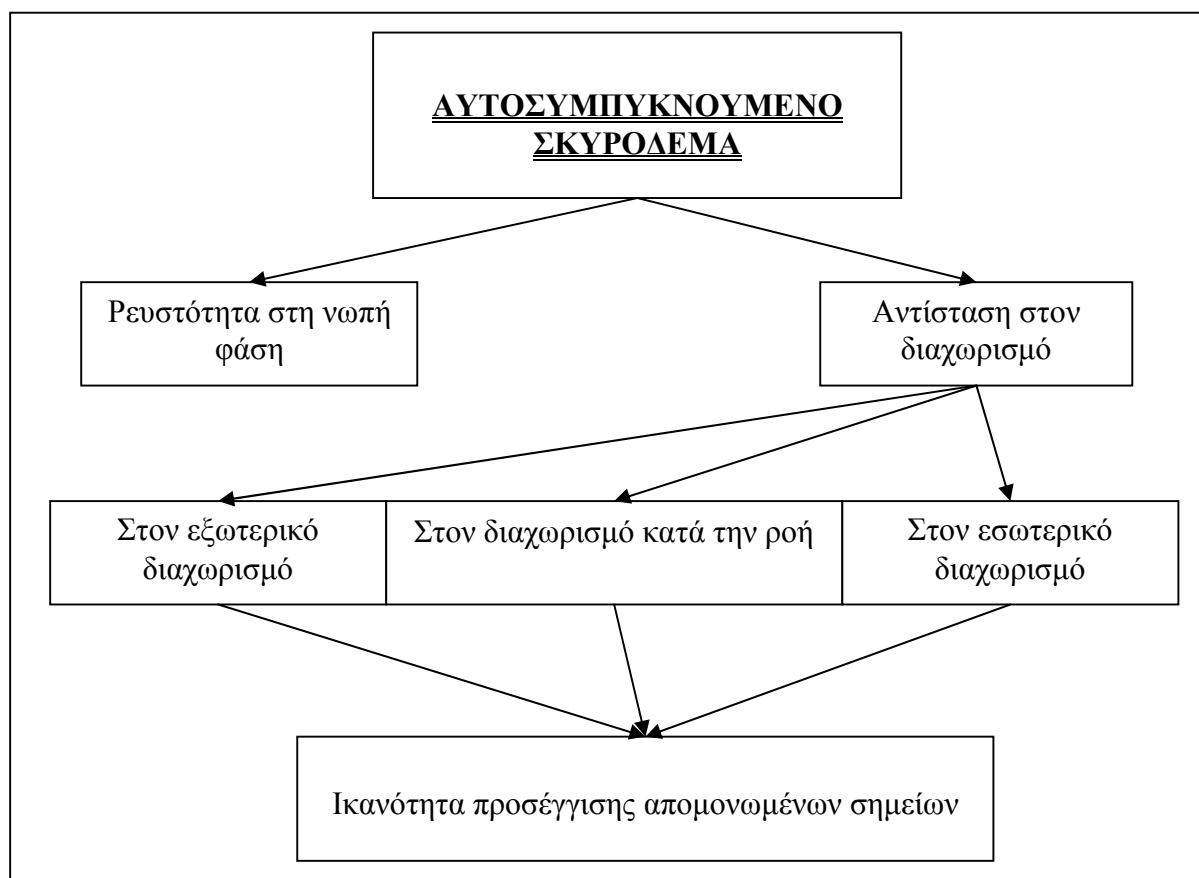 ΑΥΤΟΣΥΜΠΥΚΝΟΥΜΕΝΟ
ΣΚΥΡΟΔΕΜΑ
Ρευστότητα στη νωπή
φάση
Αντίσταση στον
διαχωρισμό
Στον εξωτερικό
διαχωρισμό
Στον διαχωρισμό κατά την ροή
Στον εσωτερικό
διαχωρισμό
Ικανότητα προσέγγισης απομονωμένων σημείων